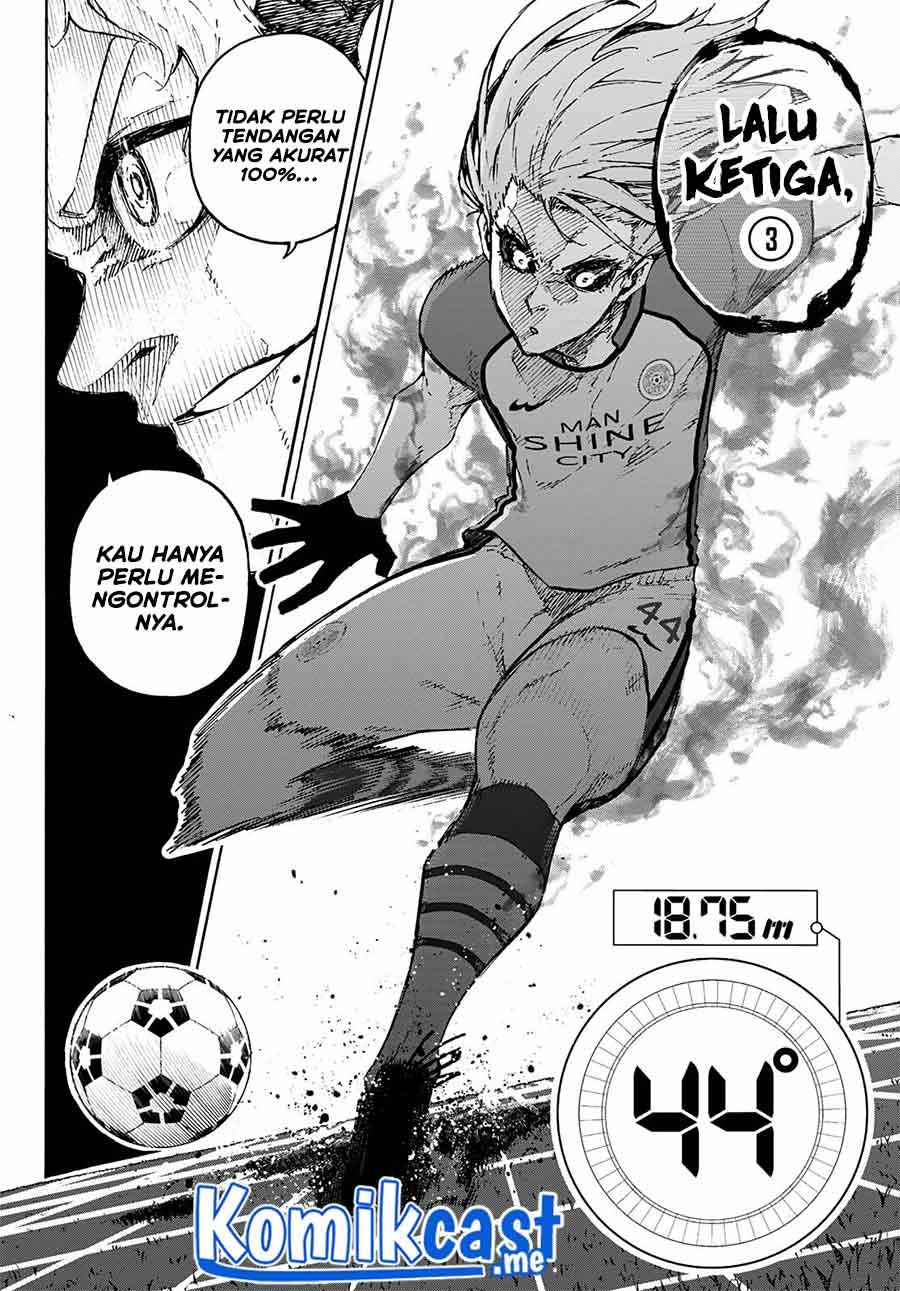 LALU
KETIGA,
3
TIDAK PERLU
TENDANGAN
YANG AKURAT
100%...
KAU HANYA
PERLU ME-
NGONTROL-
NYA.
MAN
SHINE
CITY
44
18.75 m
44°
Komikcast
.me